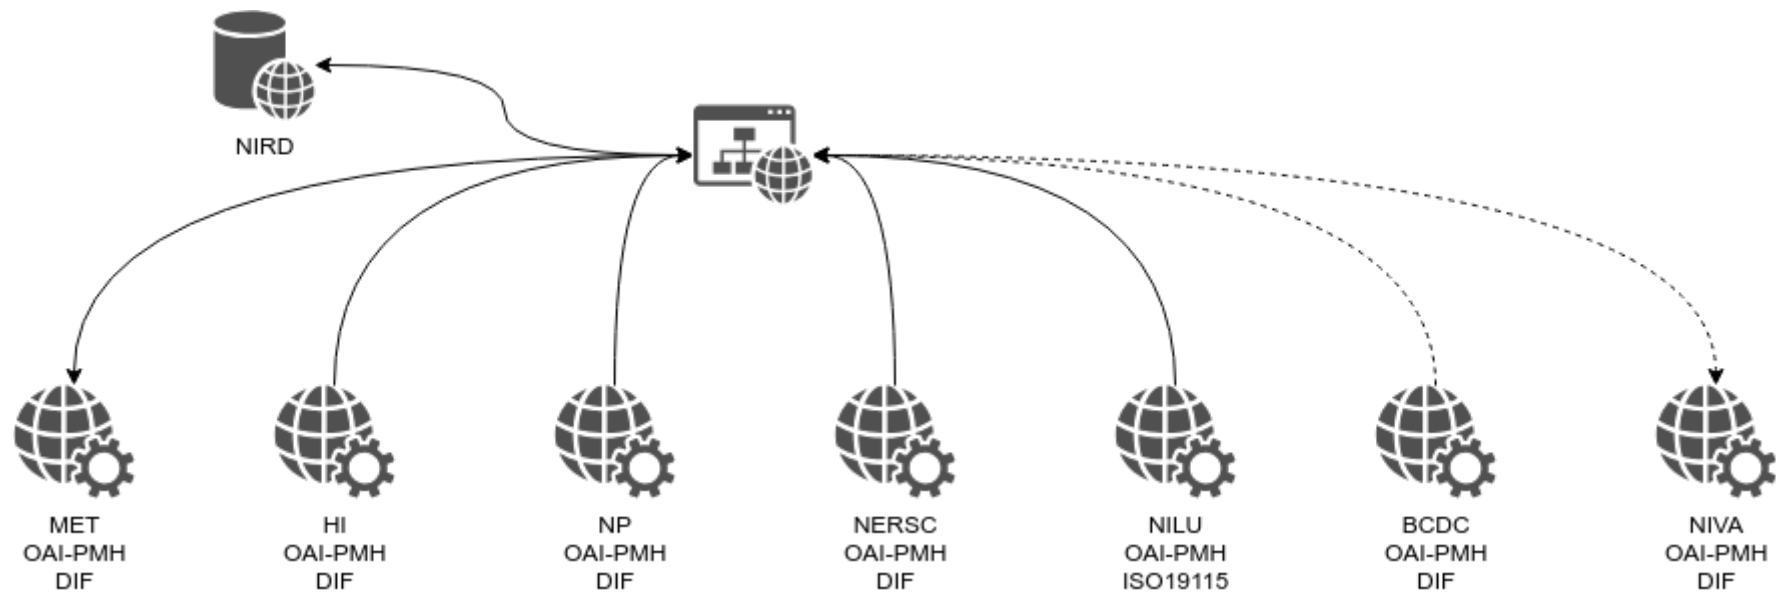 NIRD
MET
OAI-PMH
DIF
HI
OAI-PMH
DIF
NP
OAI-PMH
DIF
NERSC
OAI-PMH
DIF
NILU
OAI-PMH
ISO19115
BCDC
OAI-PMH
DIF
NIVA
OAI-PMH
DIF